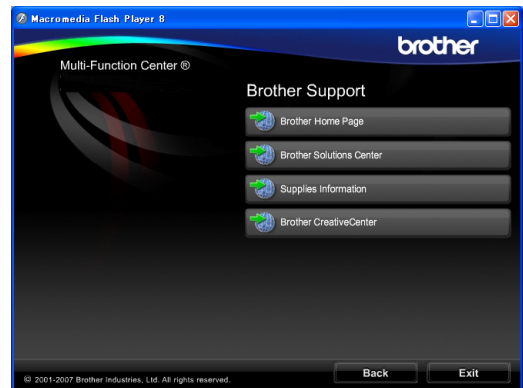 Macromedia Flash Player 8
brother
Multi-Function Center ®
Brother Support
Brother Home Page
Brother Solutions Center
Supplies Information
Brother CreativeCenter
Back
Exit
© 2001-2007 Brother Industries, Ltd. All rights reserved.